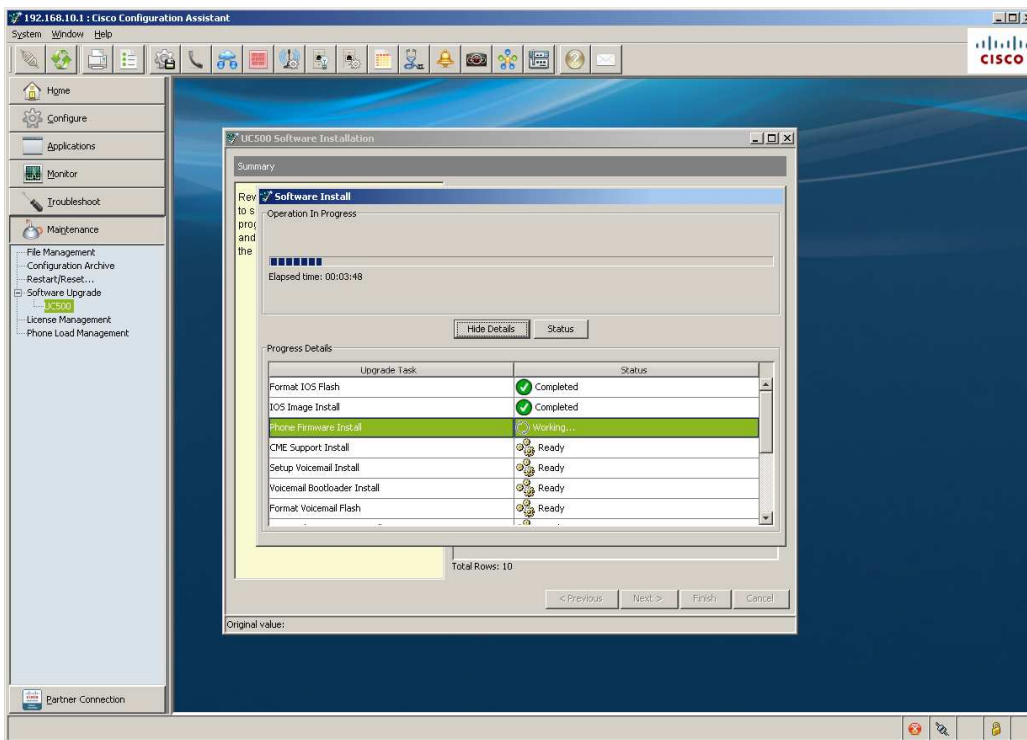 192.168.10.1 : Cisco Configuration Assistant
System Window Help
CISCO
Home
Configure
Applications
Monitor
Troubleshoot
Maintenance
File Management
Configuration Archive
Restart/Reset...
Software Upgrade
UC500
License Management
Phone Load Management
Partner Connection
UC500 Software Installation
Summary
Rev
to s
prog
and
the
Software Install
Operation In Progress
Elapsed time: 00:03:48
Hide Details Status
Progress Details
Upgrade Task Status
Format IOS Flash Completed
IOS Image Install Completed
Phone Firmware Install Working...
CME Support Install Ready
Setup Voicemail Install Ready
Voicemail Bootloader Install Ready
Format Voicemail Flash Ready
Total Rows: 10
< Previous Next > Finish Cancel
Original value: